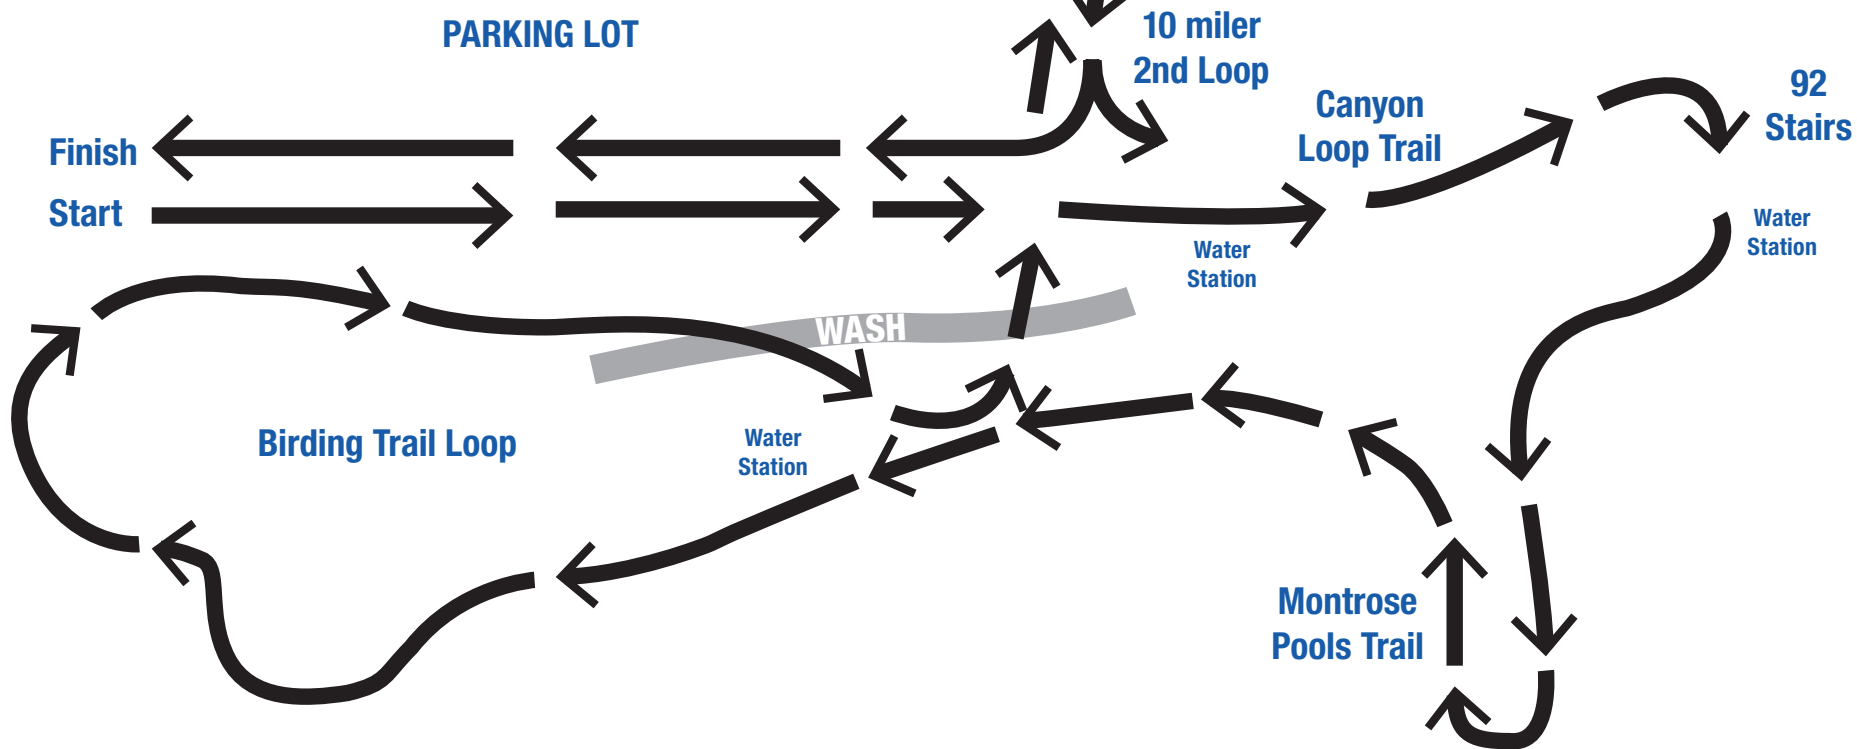 PARKING LOT
10 miler
2nd Loop
92
Stairs
Canyon
Loop Trail
Finish
Start
Water
Station
Water
Station
WASH
Birding Trail Loop
Water
Station
Montrose
Pools Trail